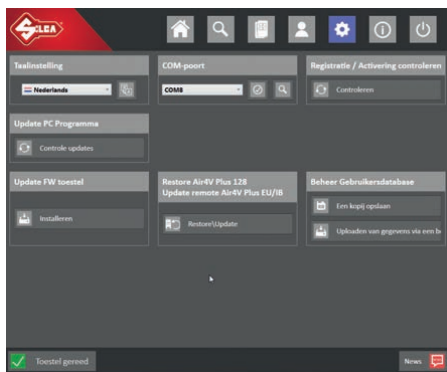 SILCA
Taalinstelling
COM-poort
Registratie / Activering controleren
Nederlands
COM8
Controleren
Update PC Programma
Controle updates
Update FW toestel
Restore Air4V Plus 128
Update remote Air4V Plus EU/IB
Beheer Gebruikersdatabase
Installeren
Restore\Update
Een kopij opslaan
Uploaden van gegevens via een b
Toestel gereed
News